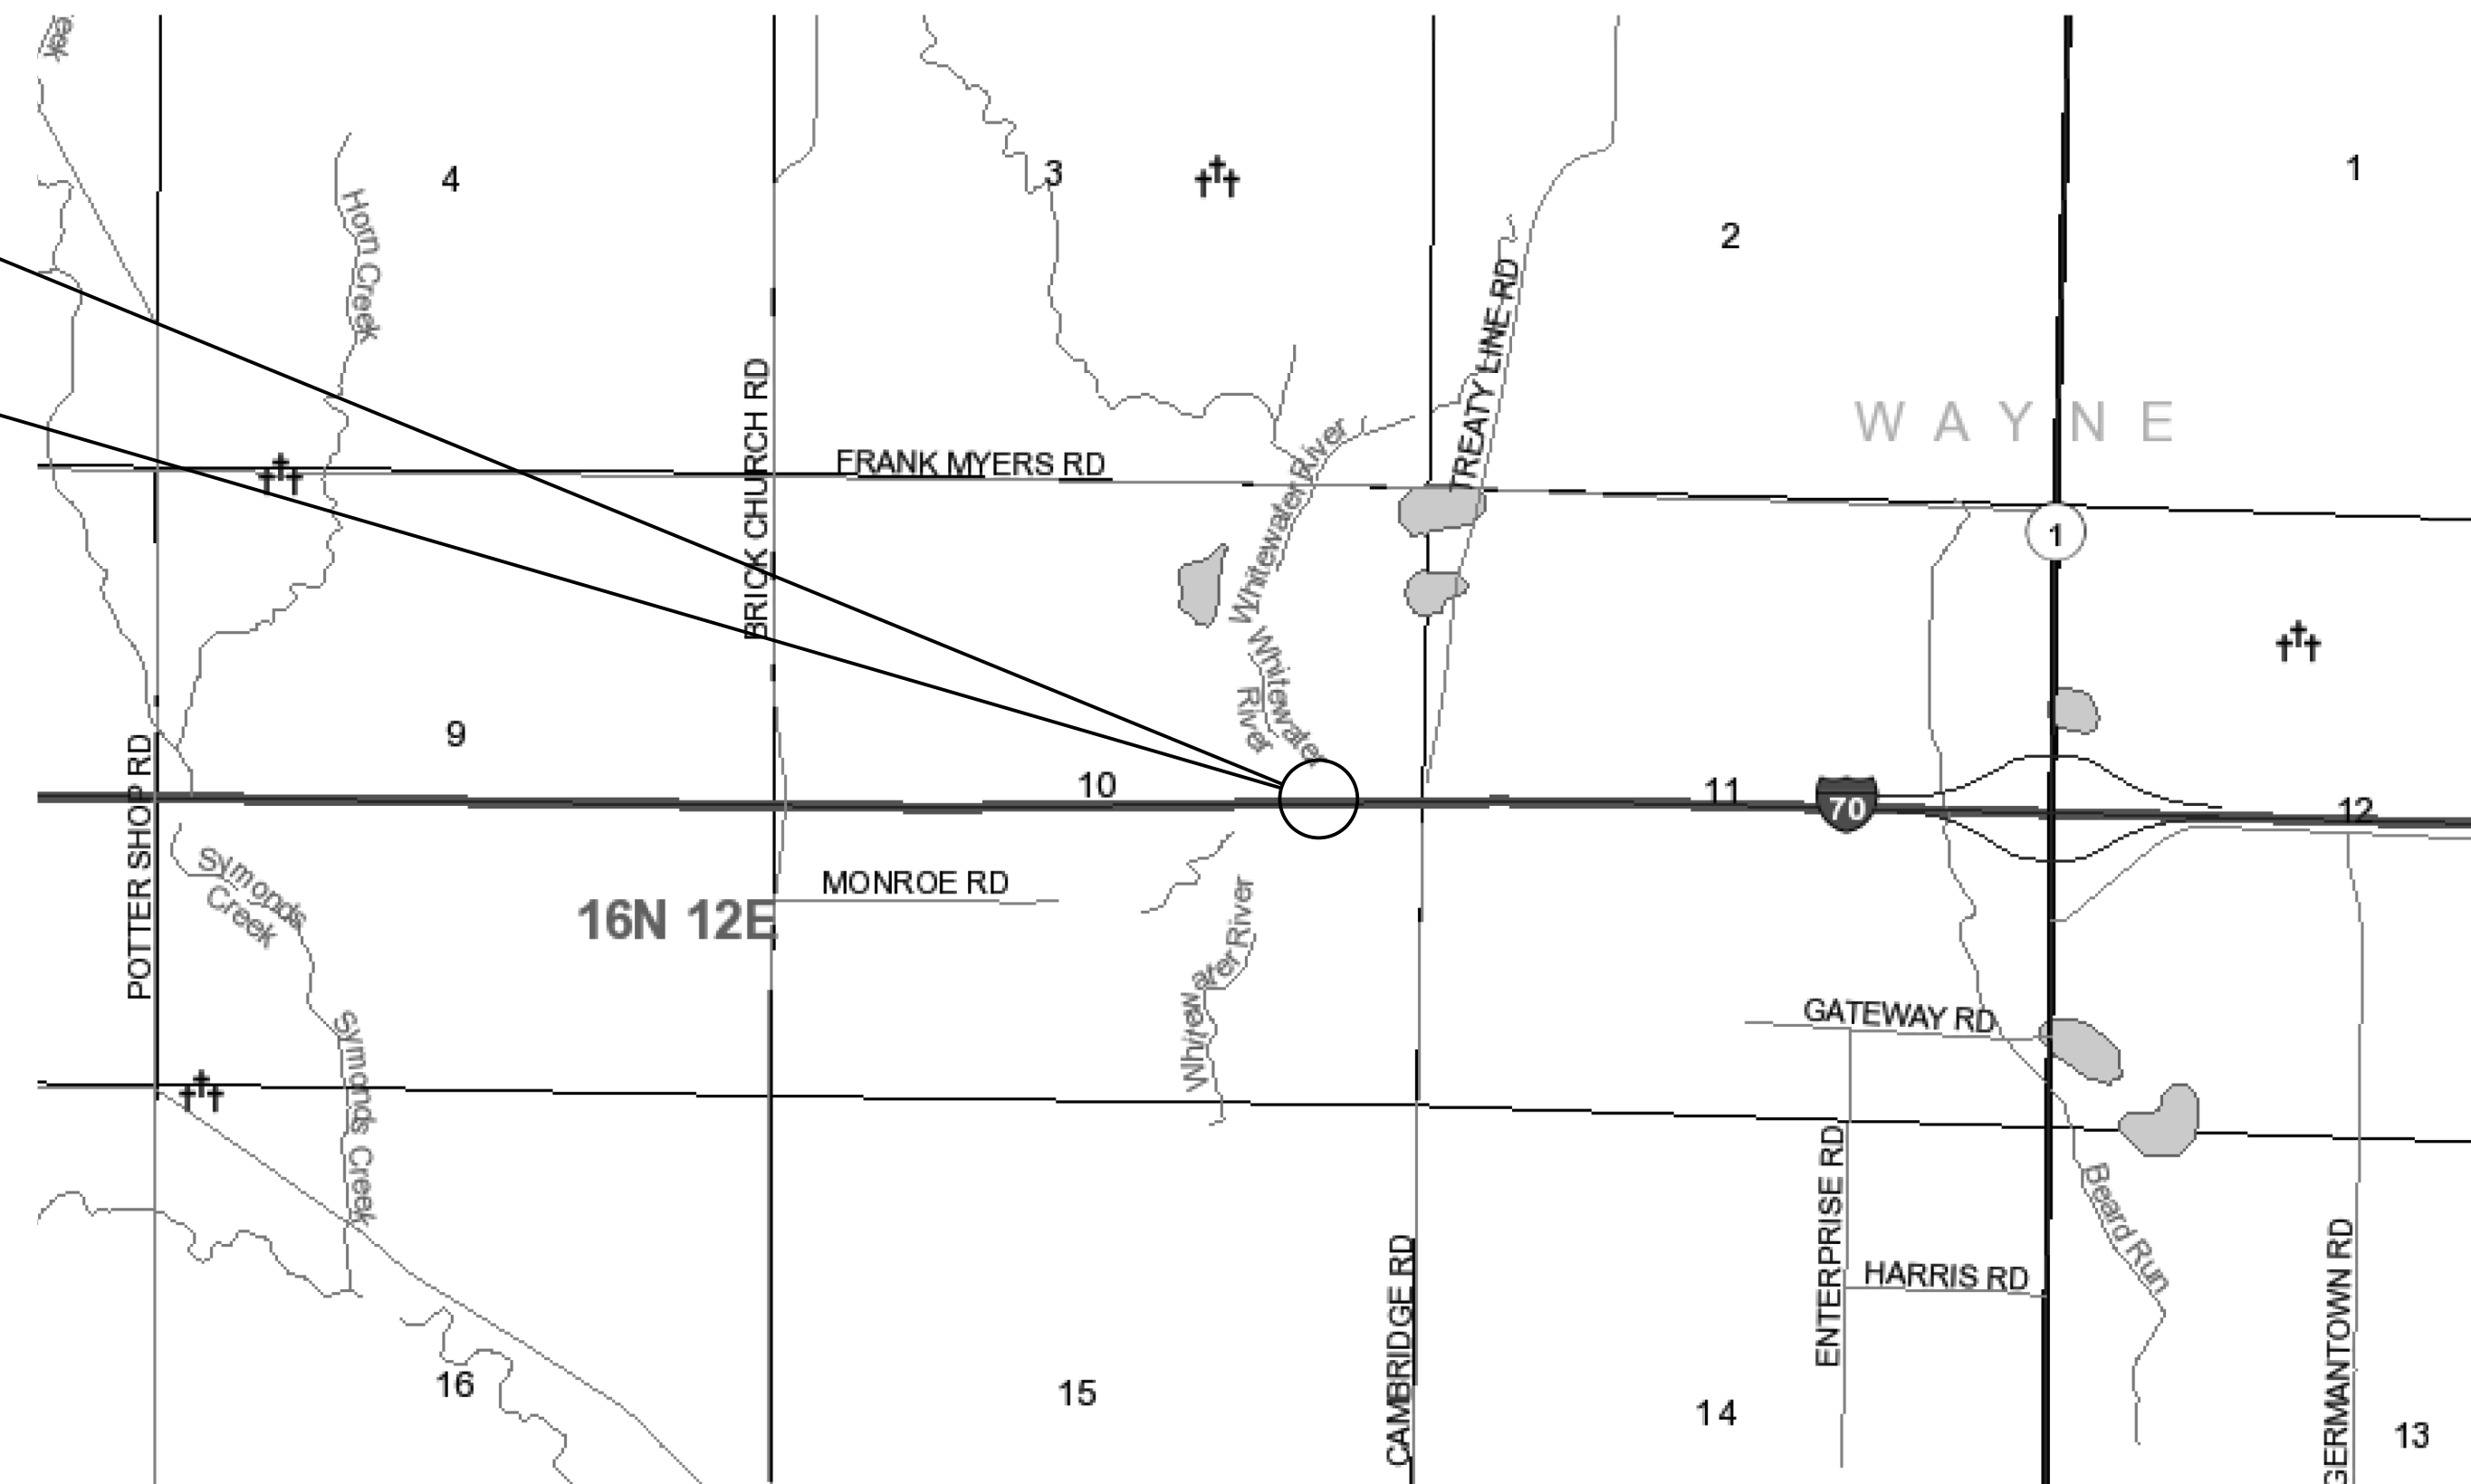 eek
4
3
1
2
Horn Creek
TREATY LINE RD
WAYNE
BRICK CHURCH RD
FRANK MYERS RD
Whitewater River
1
Whitewater
River
9
10
11
70
12
POTTER SHOP RD
MONROE RD
Symonds
Creek
16N 12E
Whitewater River
GATEWAY RD
Symonds Creek
ENTERPRISE RD
Beard Run
CAMBRIDGE RD
HARRIS RD
GERMANTOWN RD
16
15
14
13